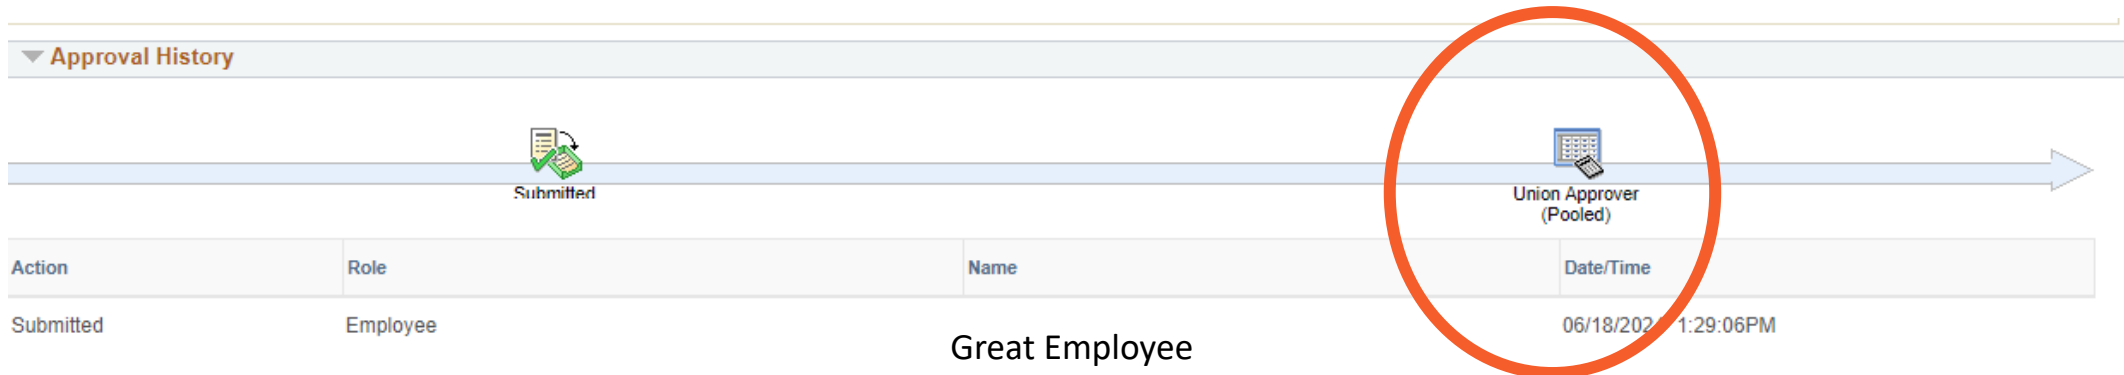 Approval History
Submitted
Union Approver
(Pooled)
Action Role Name Date/Time
Submitted Employee Great Employee 1:29:06PM